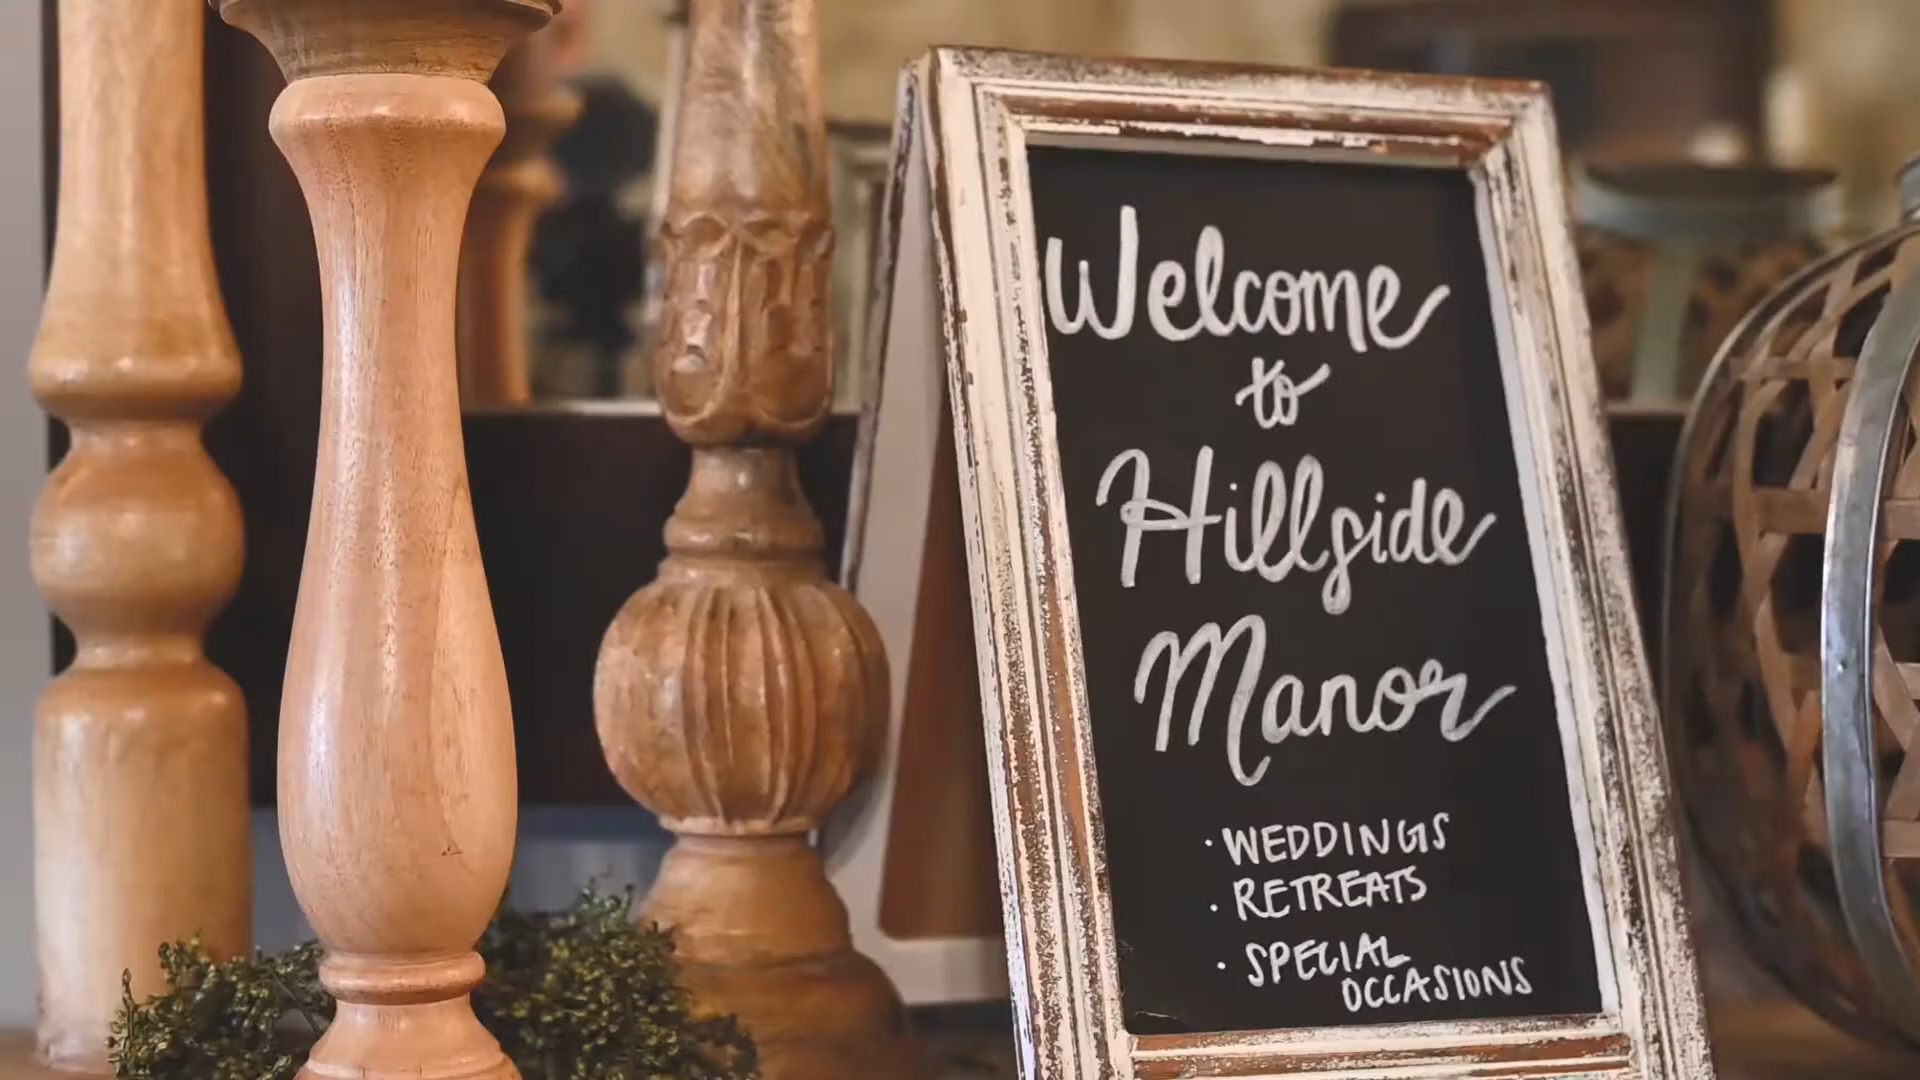 Welcome
to
Hillside
Manor
· WEDDINGS
· RETREATS
· SPECIAL
OCCASIONS